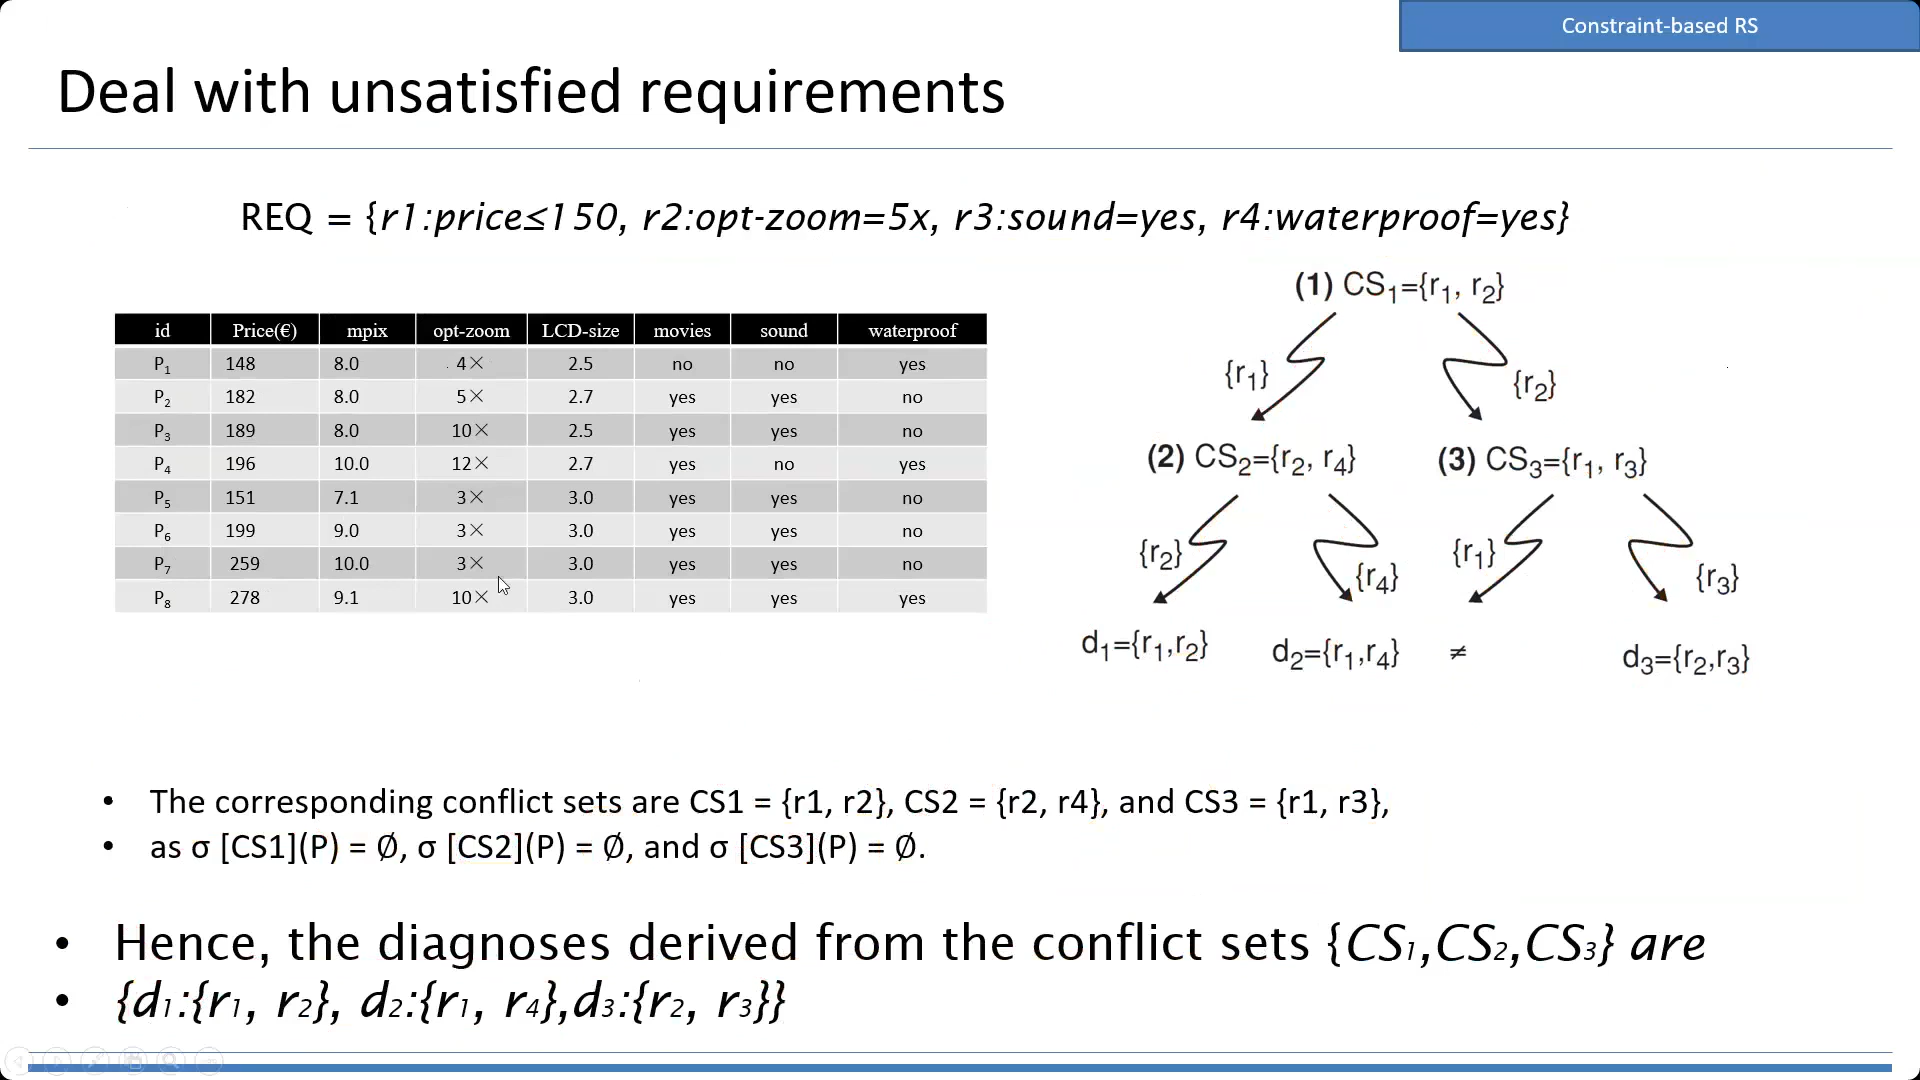 Constraint-based RS
Deal with unsatisfied requirements
REQ = {r1:price≤150, r2:opt-zoom=5x, r3:sound=yes, r4:waterproof=yes}
id Price(€) mpix opt-zoom LCD-size movies sound waterproof
P1 148 8.0 4× 2.5 no no yes
P2 182 8.0 5× 2.7 yes yes no
P3 189 8.0 10× 2.5 yes yes no
P4 196 10.0 12× 2.7 yes no yes
P5 151 7.1 3× 3.0 yes yes no
P6 199 9.0 3× 3.0 yes yes no
P7 259 10.0 3× 3.0 yes yes no
P8 278 9.1 10× 3.0 yes yes yes
(1) CS1={r1, r2}
{r1} {r2}
(2) CS2={r2, r4} (3) CS3={r1, r3}
{r2} {r4} {r1} {r3}
d1={r1,r2} d2={r1,r4} ≠ d3={r2,r3}
• The corresponding conflict sets are CS1 = {r1, r2}, CS2 = {r2, r4}, and CS3 = {r1, r3},
• as σ [CS1](P) = Ø, σ [CS2](P) = Ø, and σ [CS3](P) = Ø.
• Hence, the diagnoses derived from the conflict sets {CS1,CS2,CS3} are
• {d1:{r1, r2}, d2:{r1, r4},d3:{r2, r3}}